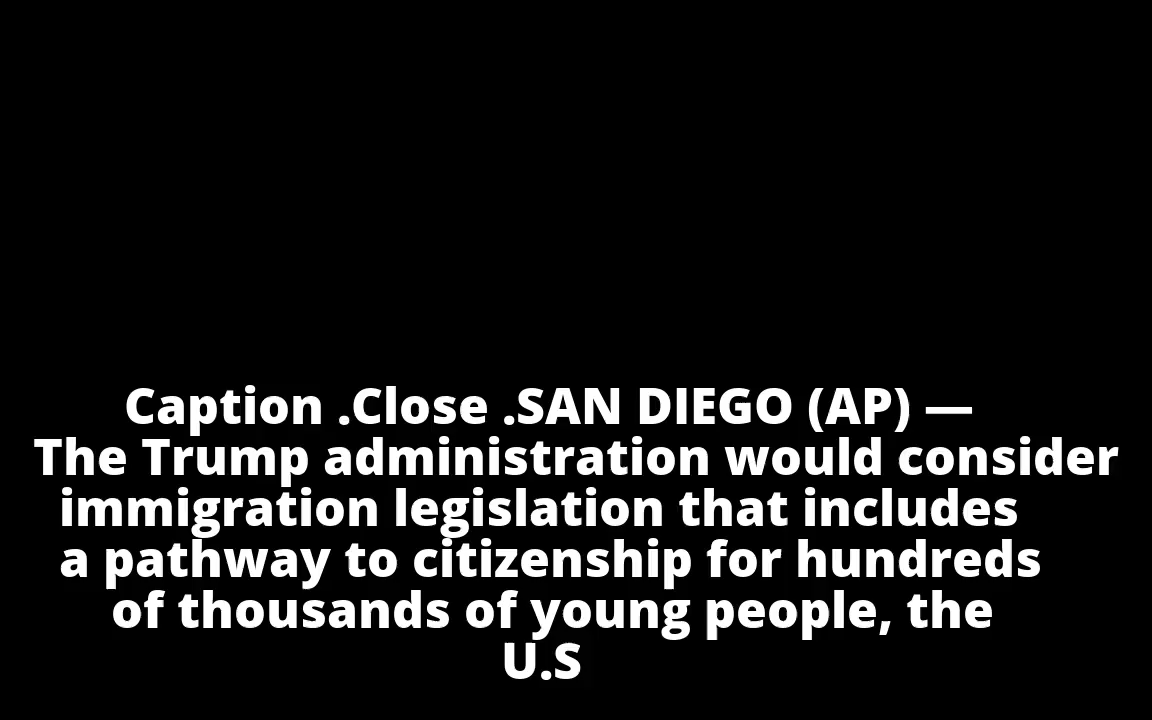 Caption .Close .SAN DIEGO (AP) —
The Trump administration would consider
immigration legislation that includes
a pathway to citizenship for hundreds
of thousands of young people, the
U.S